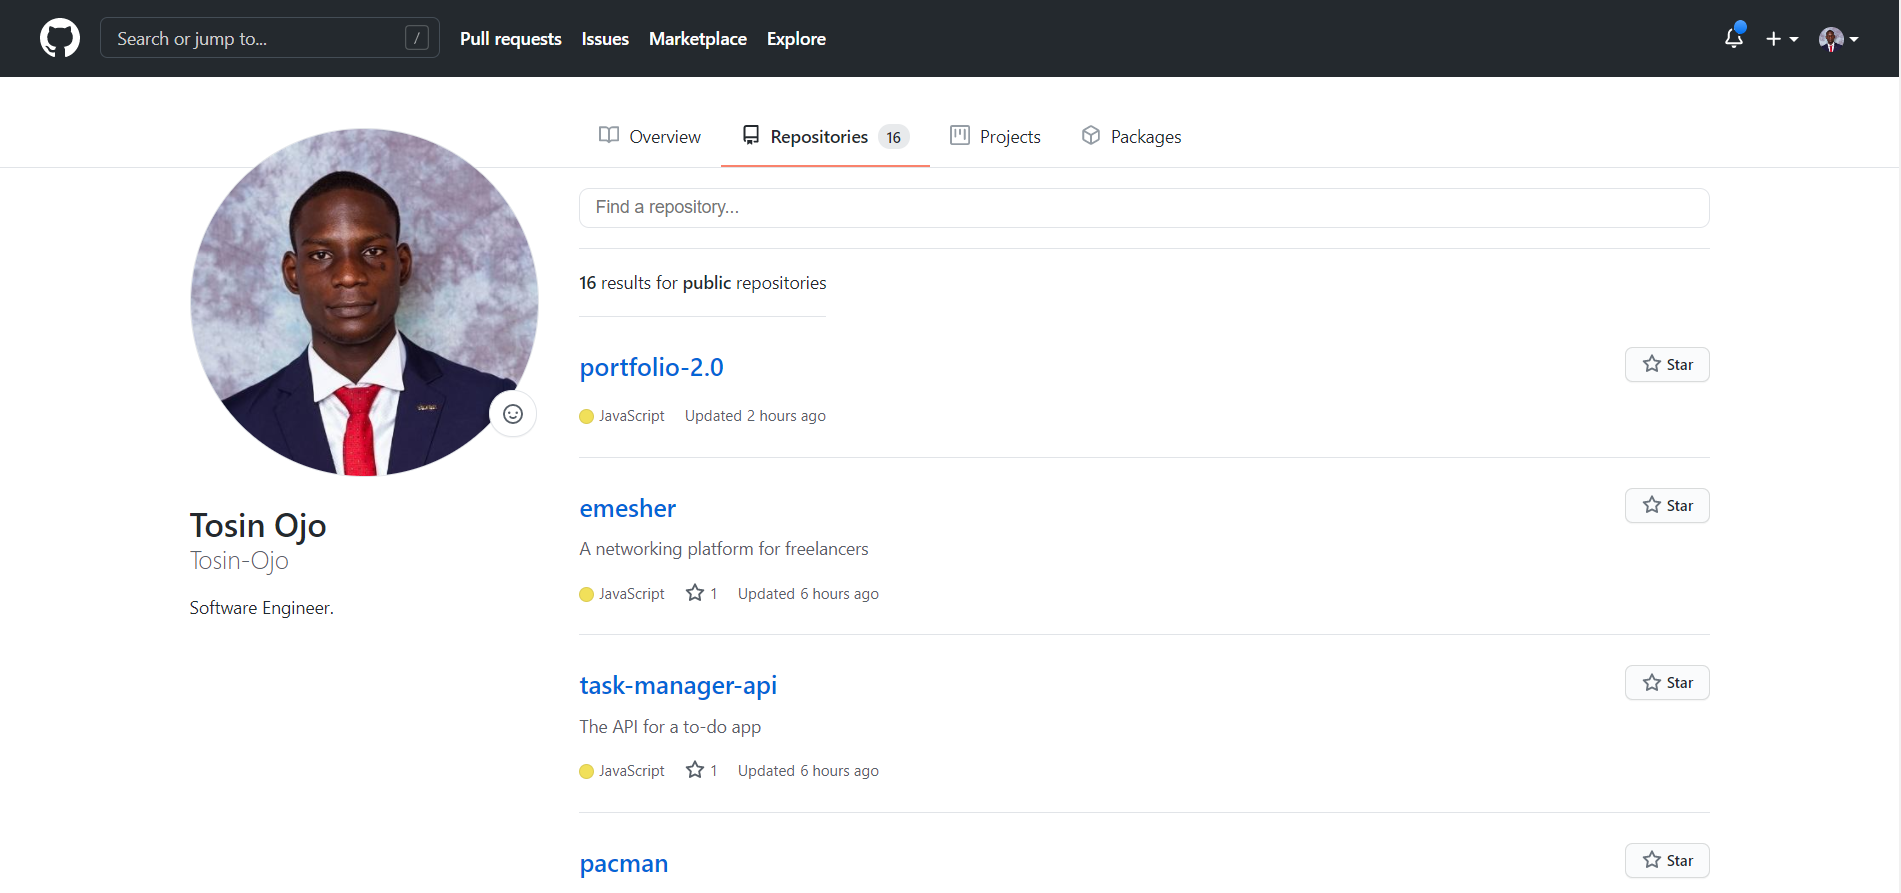 Search or jump to... / Pull requests Issues Marketplace Explore
Overview Repositories 16 Projects Packages
Find a repository...
16 results for public repositories
portfolio-2.0 Star
JavaScript Updated 2 hours ago
Tosin Ojo
Tosin-Ojo
Software Engineer.
emesher Star
A networking platform for freelancers
JavaScript 1 Updated 6 hours ago
task-manager-api Star
The API for a to-do app
JavaScript 1 Updated 6 hours ago
pacman Star